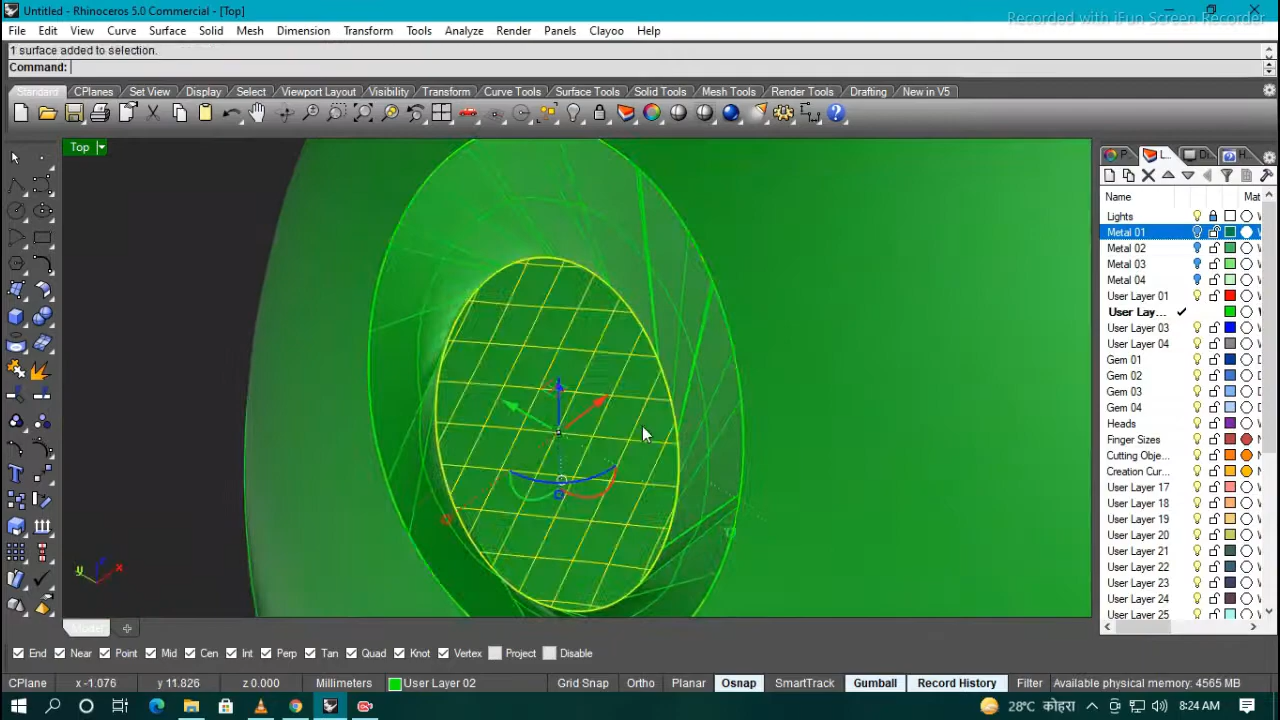 Untitled - Rhinoceros 5.0 Commercial - [Top]
Recorded with iFun Screen Recorder
File Edit View Curve Surface Solid Mesh Dimension Transform Tools Analyze Render Panels Clayoo Help
1 surface added to selection.
Command:
Standard CPlanes Set View Display Select Viewport Layout Visibility Transform Curve Tools Surface Tools Solid Tools Mesh Tools Render Tools Drafting New in V5
Top
P... L... D... H...
Name Mat
Lights
Metal 01
Metal 02
Metal 03
Metal 04
User Layer 01
User Lay...
User Layer 03
User Layer 04
Gem 01
Gem 02
Gem 03
Gem 04
Heads
Finger Sizes
Cutting Obje...
Creation Cur...
User Layer 17
User Layer 18
User Layer 19
User Layer 20
User Layer 21
User Layer 22
User Layer 23
User Layer 24
User Layer 25
y x
End Near Point Mid Cen Int Perp Tan Quad Knot Vertex Project Disable
CPlane x -1.076 y 11.826 z 0.000 Millimeters User Layer 02 Grid Snap Ortho Planar Osnap SmartTrack Gumball Record History Filter Available physical memory: 4565 MB
28°C कोहरा 8:24 AM